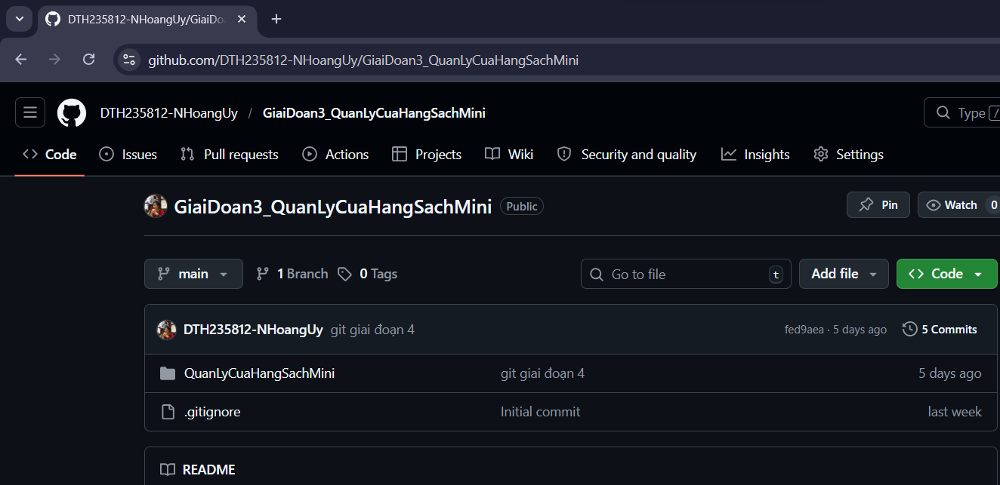 DTH235812-NHoangUy/GiaiDo
github.com/DTH235812-NHoangUy/GiaiDoan3_QuanLyCuaHangSachMini
DTH235812-NHoangUy / GiaiDoan3_QuanLyCuaHangSachMini
Type /
Code Issues Pull requests Actions Projects Wiki Security and quality Insights Settings
GiaiDoan3_QuanLyCuaHangSachMini Public
Pin Watch 0
main 1 Branch 0 Tags Go to file t Add file Code
DTH235812-NHoangUy git giai đoạn 4 fed9aea · 5 days ago 5 Commits
QuanLyCuaHangSachMini git giai đoạn 4 5 days ago
.gitignore Initial commit last week
README